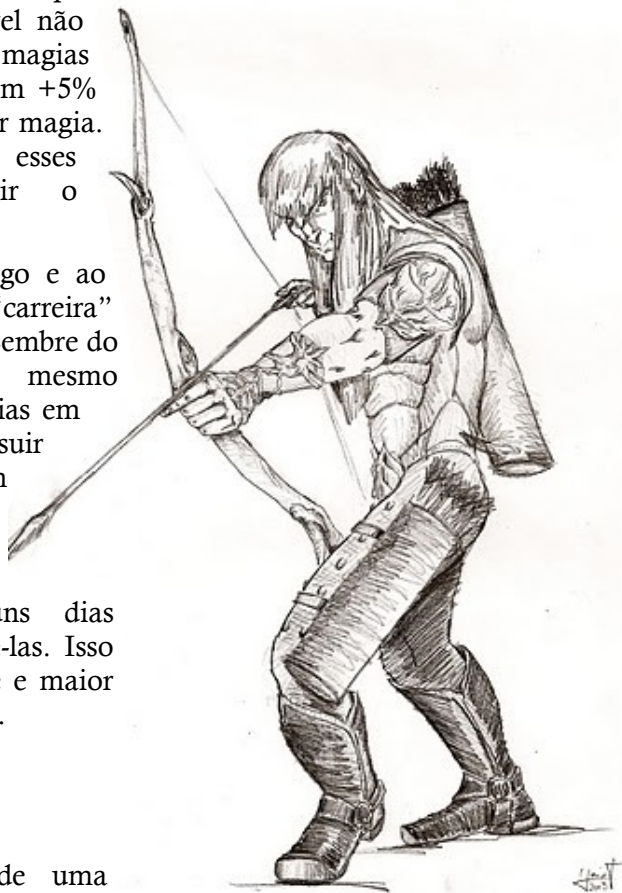 el não
magias
m +5%
r magia.
esses
ir o
go e ao
“carreira”
embre do
mesmo
ias em
suir
uns dias
-las. Isso
e maior
de uma